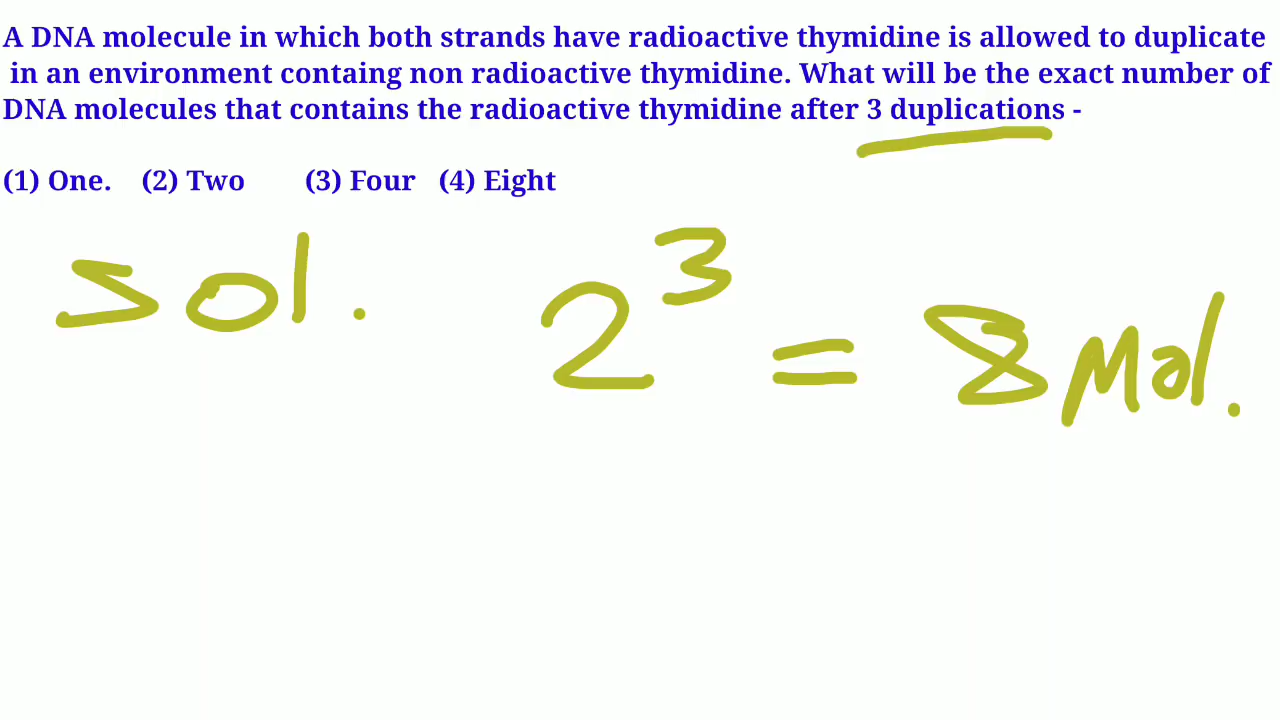 A DNA molecule in which both strands have radioactive thymidine is allowed to duplicate
in an environment containg non radioactive thymidine. What will be the exact number of
DNA molecules that contains the radioactive thymidine after 3 duplications -
(1) One. (2) Two (3) Four (4) Eight
Sol. 2³ = 8 Mol.